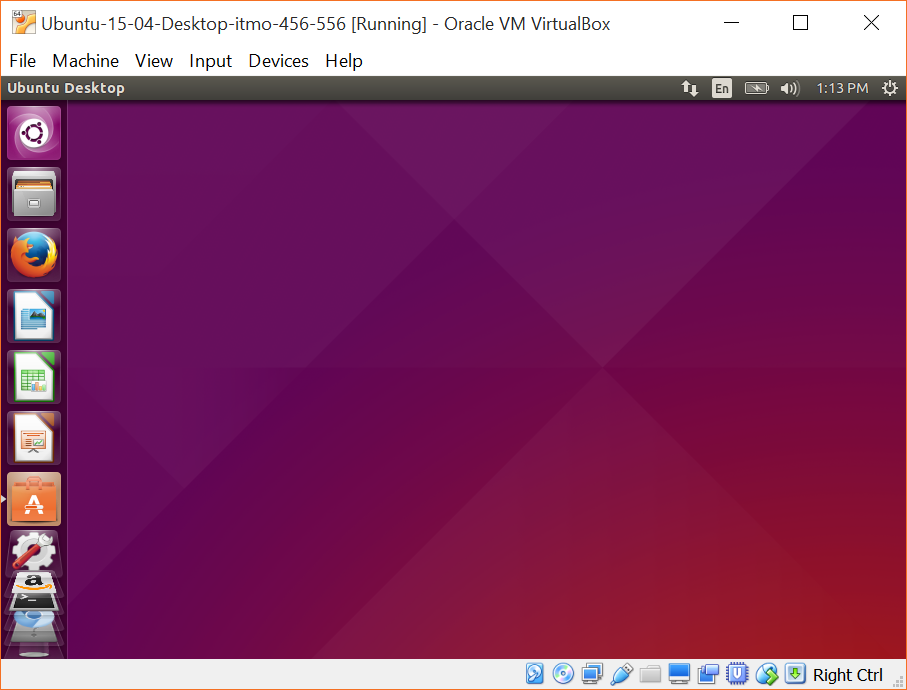 Ubuntu-15-04-Desktop-itmo-456-556 [Running] - Oracle VM VirtualBox
File Machine View Input Devices Help
Ubuntu Desktop En 1:13 PM
A
a
>_
Right Ctrl